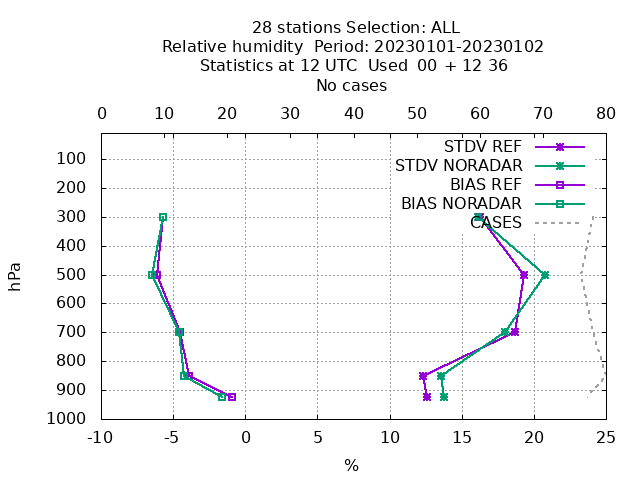 28 stations Selection: ALL
Relative humidity  Period: 20230101-20230102
Statistics at 12 UTC  Used  00 + 12 36
No cases
0 10 20 30 40 50 60 70 80
STDV REF
STDV NORADAR
BIAS REF
BIAS NORADAR
CASES
100
200
300
400
500
600
700
800
900
1000
hPa
-10 -5 0 5 10 15 20 25
%